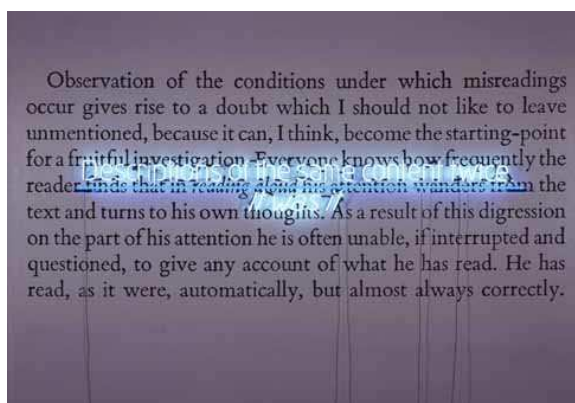 Observation of the conditions under which misreadings
occur gives rise to a doubt which I should not like to leave
unmentioned, because it can, I think, become the starting-point
for a fruitful investigation. Everyone knows how frequently the
Descriptions of the same content twice.
reader finds that in reading aloud his attention wanders from the
// W.F.S. 7/
text and turns to his own thoughts. As a result of this digression
on the part of his attention he is often unable, if interrupted and
questioned, to give any account of what he has read. He has
read, as it were, automatically, but almost always correctly.